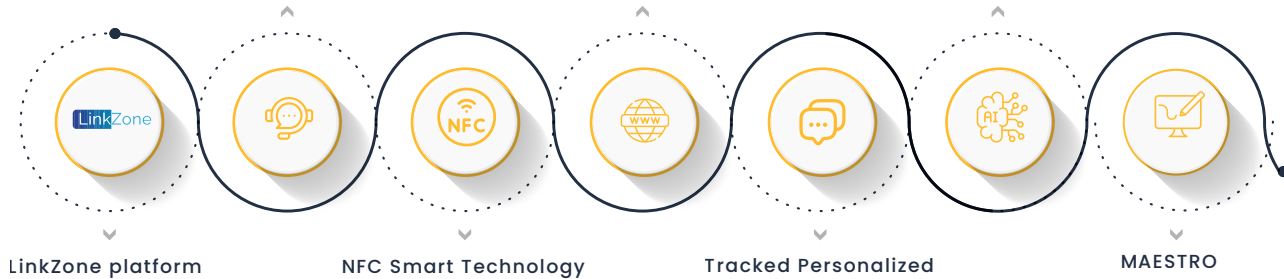 LinkZone
NFC
WWW
AI
LinkZone platform
NFC Smart Technology
Tracked Personalized
MAESTRO